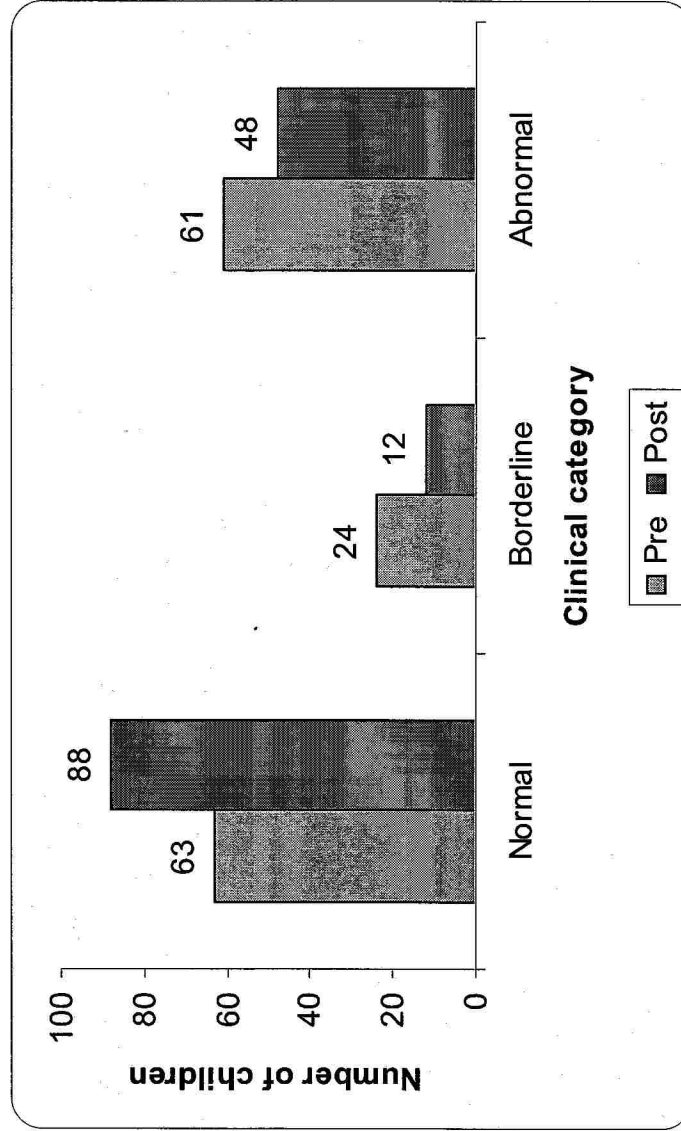 100
80
60
40
20
0
Number of children
63
88
24
12
61
48
Normal
Borderline
Abnormal
Clinical category
Pre
Post